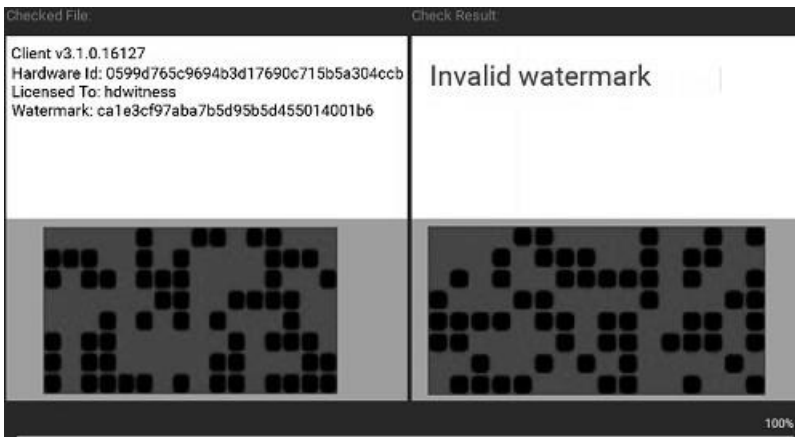 Checked File:
Check Result:
Client v3.1.0.16127
Hardware Id: 0599d765c9694b3d17690c715b5a304ccb
Licensed To: hdwitness
Watermark: ca1e3cf97aba7b5d95b5d455014001b6
Invalid watermark
100%